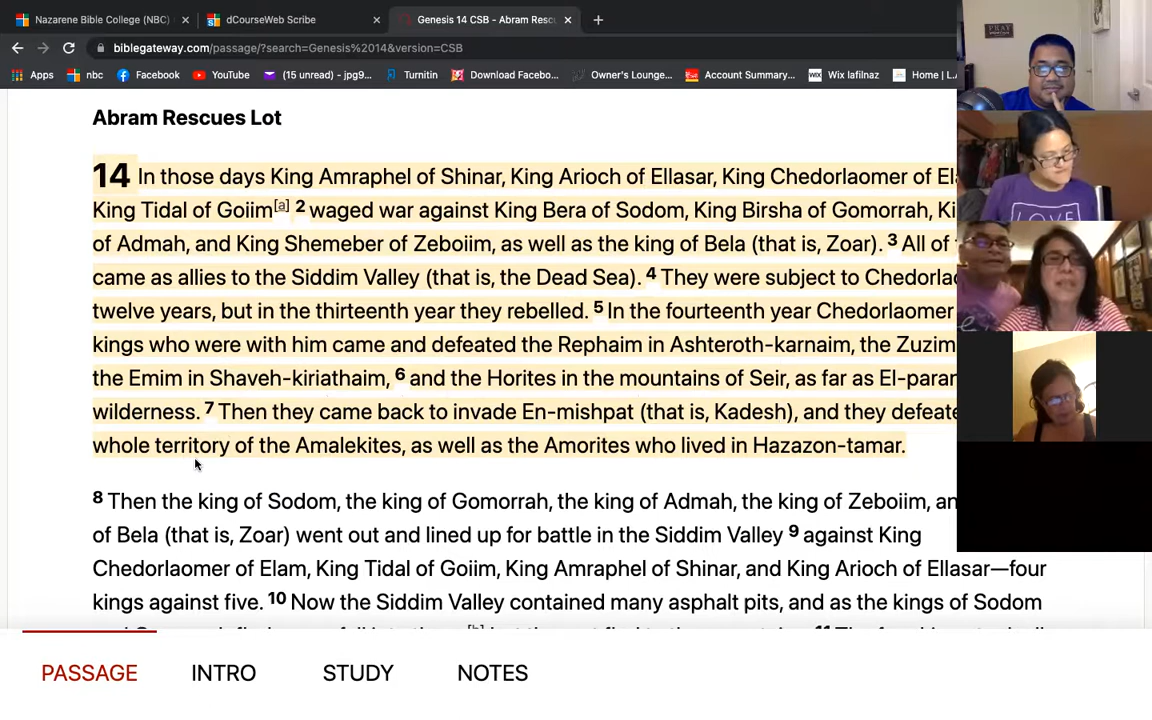 Nazarene Bible College (NBC)
dCourseWeb Scribe
Genesis 14 CSB - Abram Resc
biblegateway.com/passage/?search=Genesis%2014&version=CSB
Apps nbc Facebook YouTube (15 unread) - jpg9... Turnitin Download Facebo... Owner's Lounge... Account Summary... WIX Wix lafilnaz Home | L.A
PRAY
LOVE
Abram Rescues Lot
14 In those days King Amraphel of Shinar, King Arioch of Ellasar, King Chedorlaomer of
King Tidal of Goiim[a] 2 waged war against King Bera of Sodom, King Birsha of Gomorrah,
of Admah, and King Shemeber of Zeboiim, as well as the king of Bela (that is, Zoar). 3 All of
came as allies to the Siddim Valley (that is, the Dead Sea). 4 They were subject to
twelve years, but in the thirteenth year they rebelled. 5 In the fourteenth year Chedorlaomer
kings who were with him came and defeated the Rephaim in Ashteroth-karnaim, the Zuzim
the Emim in Shaveh-kiriathaim, 6 and the Horites in the mountains of Seir, as far as
wilderness. 7 Then they came back to invade En-mishpat (that is, Kadesh), and they
whole territory of the Amalekites, as well as the Amorites who lived in Hazazon-tamar.
8 Then the king of Sodom, the king of Gomorrah, the king of Admah, the king of Zeboiim,
of Bela (that is, Zoar) went out and lined up for battle in the Siddim Valley 9 against King
Chedorlaomer of Elam, King Tidal of Goiim, King Amraphel of Shinar, and King Arioch of Ellasar—four
kings against five. 10 Now the Siddim Valley contained many asphalt pits, and as the kings of Sodom
PASSAGE INTRO STUDY NOTES